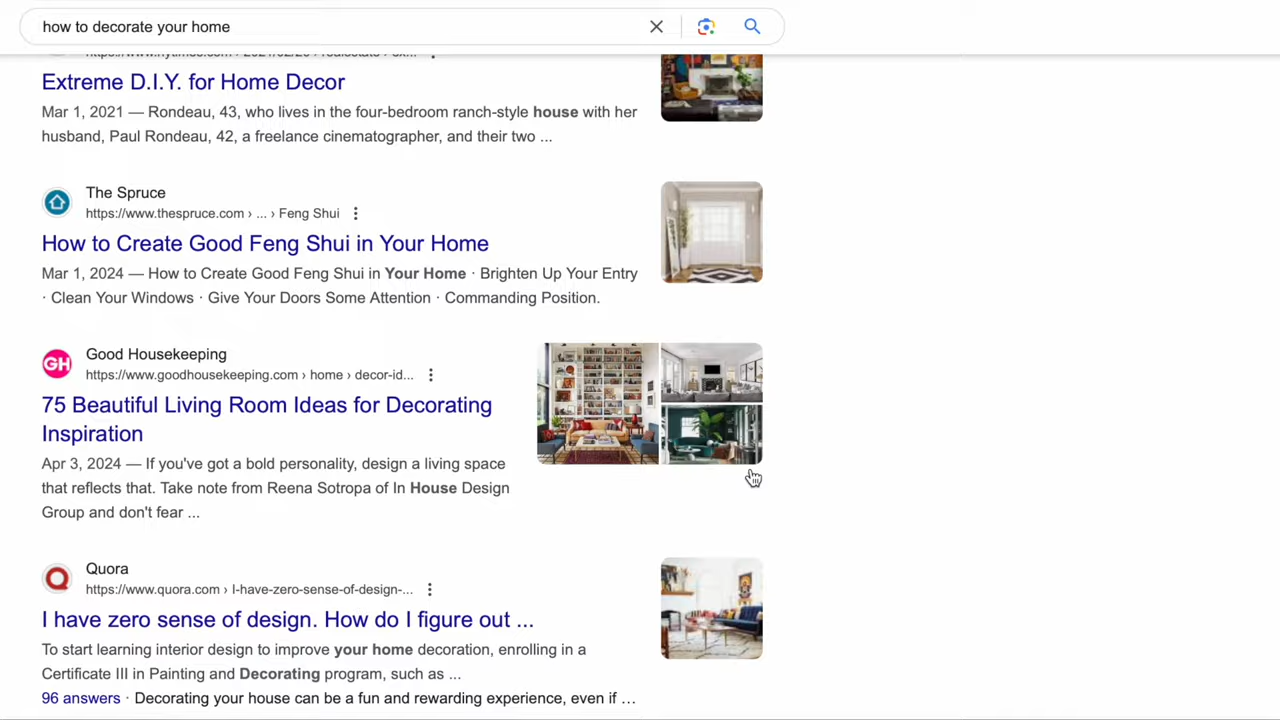 how to decorate your home
Extreme D.I.Y. for Home Decor
Mar 1, 2021 — Rondeau, 43, who lives in the four-bedroom ranch-style house with her
husband, Paul Rondeau, 42, a freelance cinematographer, and their two ...
The Spruce
https://www.thespruce.com › ... › Feng Shui
How to Create Good Feng Shui in Your Home
Mar 1, 2024 — How to Create Good Feng Shui in Your Home · Brighten Up Your Entry
· Clean Your Windows · Give Your Doors Some Attention · Commanding Position.
GH
Good Housekeeping
https://www.goodhousekeeping.com › home › decor-id...
75 Beautiful Living Room Ideas for Decorating
Inspiration
Apr 3, 2024 — If you've got a bold personality, design a living space
that reflects that. Take note from Reena Sotropa of In House Design
Group and don't fear ...
Quora
https://www.quora.com › I-have-zero-sense-of-design-...
I have zero sense of design. How do I figure out ...
To start learning interior design to improve your home decoration, enrolling in a
Certificate III in Painting and Decorating program, such as ...
96 answers · Decorating your house can be a fun and rewarding experience, even if ...